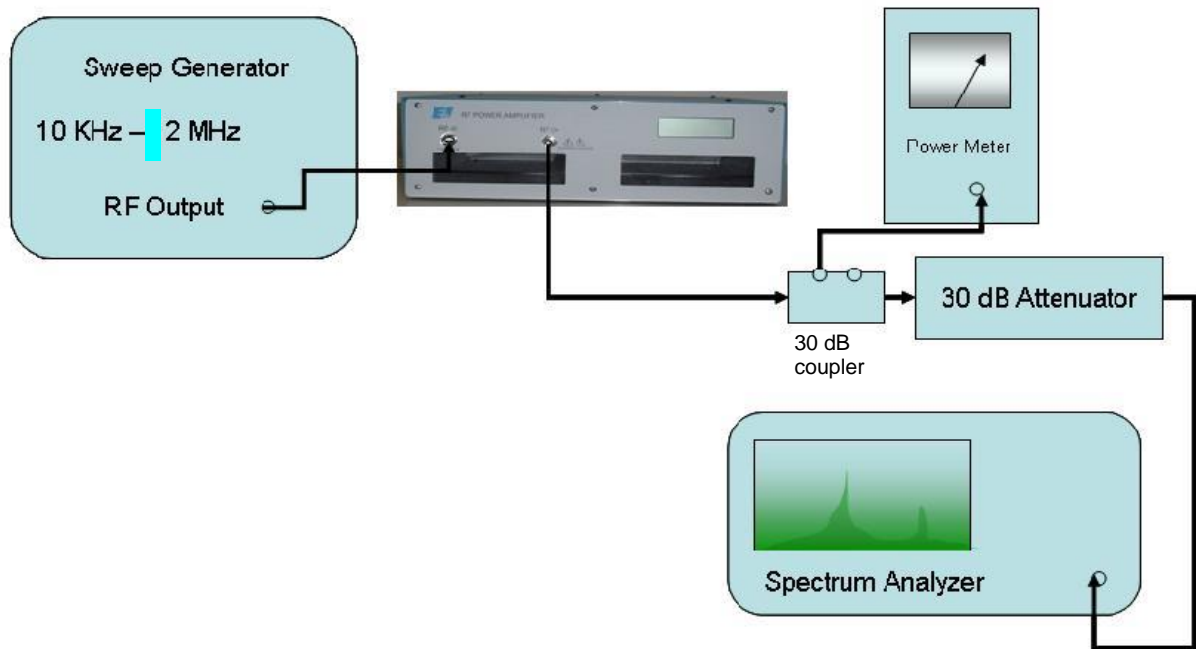 Sweep Generator
10 KHz – 2 MHz
RF Output
RF POWER AMPLIFIER
Power Meter
30 dB Attenuator
30 dB
coupler
Spectrum Analyzer